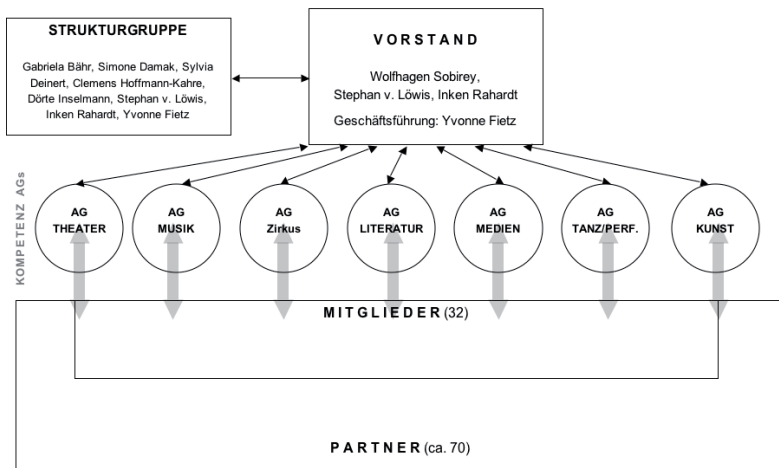 STRUKTURGRUPPE
Gabriela Bähr, Simone Damak, Sylvia
Deinert, Clemens Hoffmann-Kahre,
Dörte Inselmann, Stephan v. Löwis,
Inken Rahardt, Yvonne Fietz
VORSTAND
Wolfhagen Sobirey,
Stephan v. Löwis, Inken Rahardt
Geschäftsführung: Yvonne Fietz
KOMPETENZ AGs
AG
THEATER
AG
MUSIK
AG
Zirkus
AG
LITERATUR
AG
MEDIEN
AG
TANZ/PERF.
AG
KUNST
MITGLIEDER (32)
PARTNER (ca. 70)